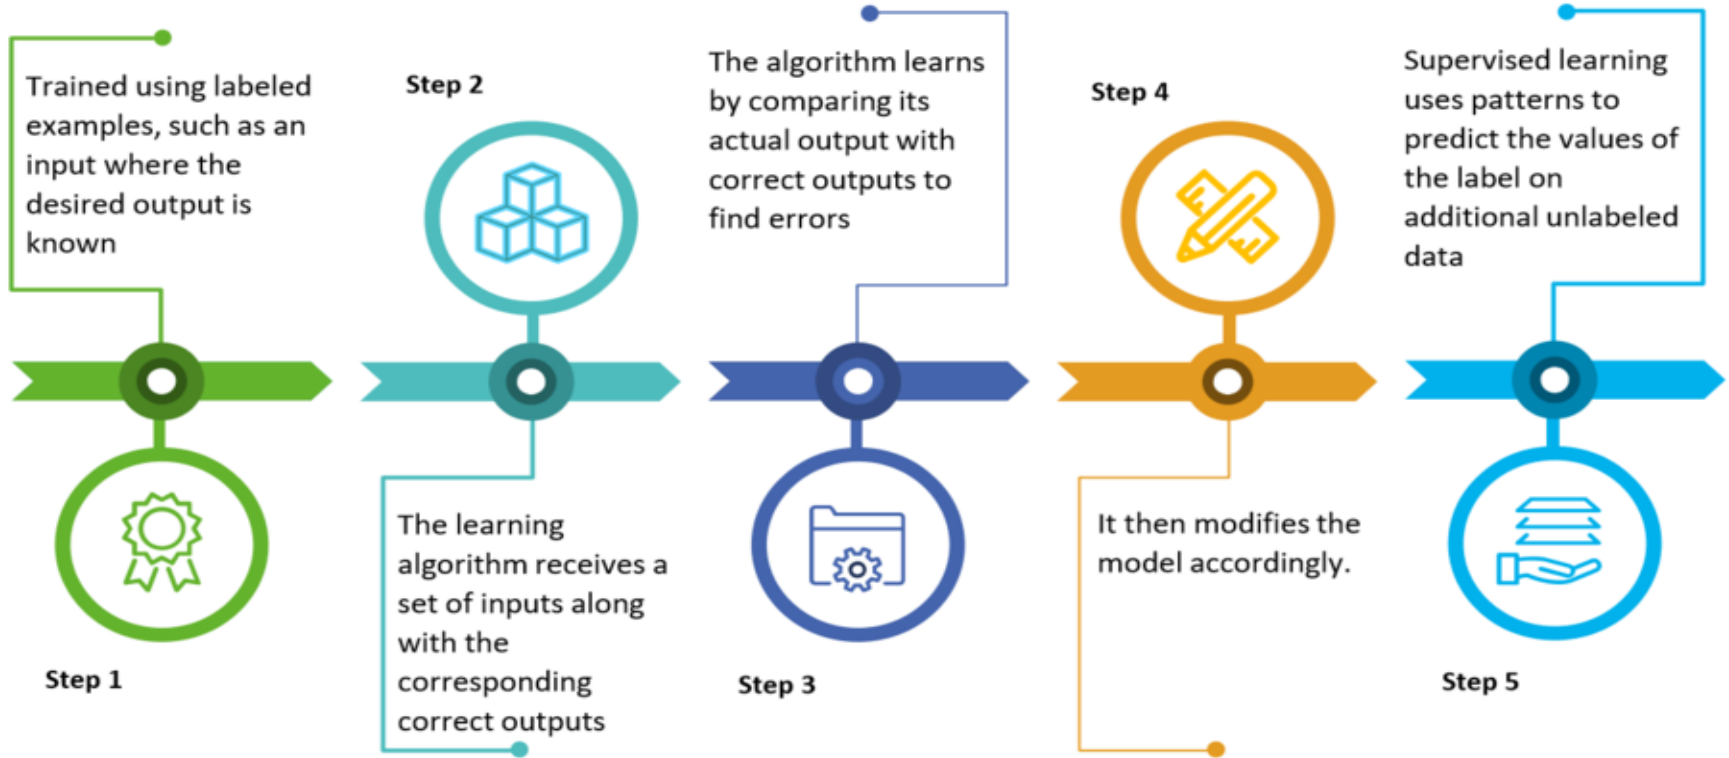 Trained using labeled
examples, such as an
input where the
desired output is
known
Step 1
Step 2
The learning
algorithm receives a
set of inputs along
with the
corresponding
correct outputs
The algorithm learns
by comparing its
actual output with
correct outputs to
find errors
Step 3
Step 4
It then modifies the
model accordingly.
Supervised learning
uses patterns to
predict the values of
the label on
additional unlabeled
data
Step 5